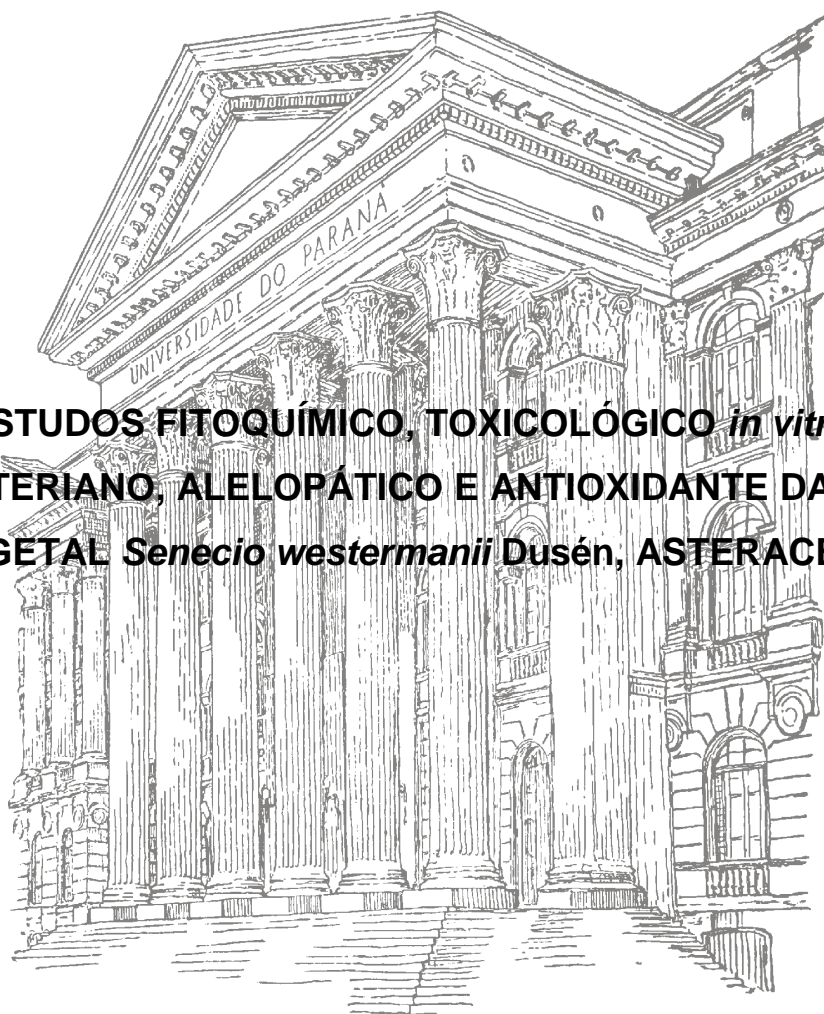 UNIVERSIDADE DO PARANÁ
STUDOS FITOQUÍMICO, TOXICOLÓGICO in vitr
TERIANO, ALELOPÁTICO E ANTIOXIDANTE DA
GETAL Senecio westermanii Dusén, ASTERACE